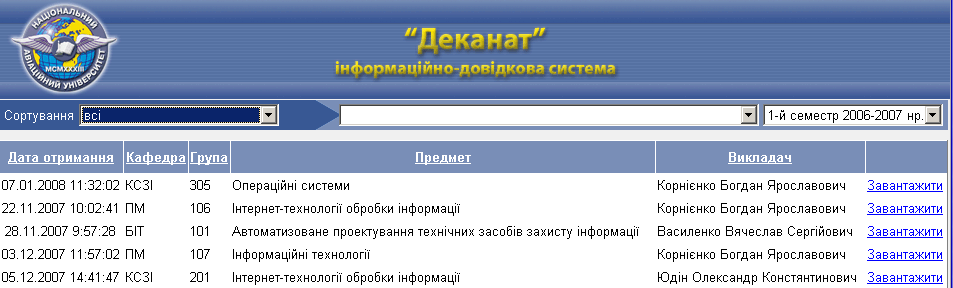 НАЦІОНАЛЬНИЙ
АВІАЦІЙНИЙ УНІВЕРСИТЕТ
MCMXXXIII
“Деканат”
інформаційно-довідкова система
Сортування всі 1-й семестр 2006-2007 нр.
Дата отримання Кафедра Група Предмет Викладач
07.01.2008 11:32:02 КСЗІ 305 Операційні системи Корнієнко Богдан Ярославович Завантажити
22.11.2007 10:02:41 ПМ 106 Інтернет-технології обробки інформації Корнієнко Богдан Ярославович Завантажити
28.11.2007 9:57:28 БІТ 101 Автоматизоване проектування технічних засобів захисту інформації Василенко Вячеслав Сергійович Завантажити
03.12.2007 11:57:02 ПМ 107 Інформаційні технології Корнієнко Богдан Ярославович Завантажити
05.12.2007 14:41:47 КСЗІ 201 Інтернет-технології обробки інформації Юдін Олександр Констянтинович Завантажити